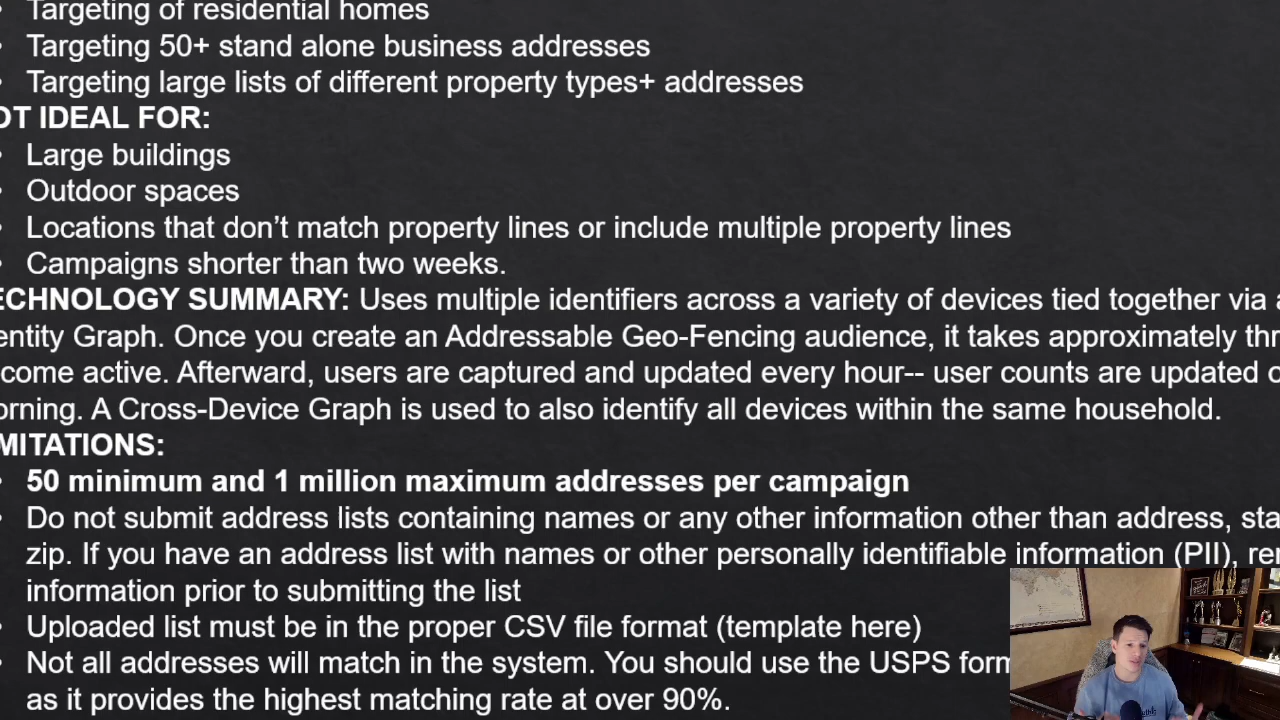 • Targeting of residential homes
• Targeting 50+ stand alone business addresses
• Targeting large lists of different property types+ addresses
OT IDEAL FOR:
• Large buildings
• Outdoor spaces
• Locations that don’t match property lines or include multiple property lines
• Campaigns shorter than two weeks.
ECHNOLOGY SUMMARY: Uses multiple identifiers across a variety of devices tied together via a
entity Graph. Once you create an Addressable Geo-Fencing audience, it takes approximately thr
come active. Afterward, users are captured and updated every hour-- user counts are updated o
orning. A Cross-Device Graph is used to also identify all devices within the same household.
MITATIONS:
• 50 minimum and 1 million maximum addresses per campaign
• Do not submit address lists containing names or any other information other than address, sta
zip. If you have an address list with names or other personally identifiable information (PII), rer
information prior to submitting the list
• Uploaded list must be in the proper CSV file format (template here)
• Not all addresses will match in the system. You should use the USPS form
as it provides the highest matching rate at over 90%.